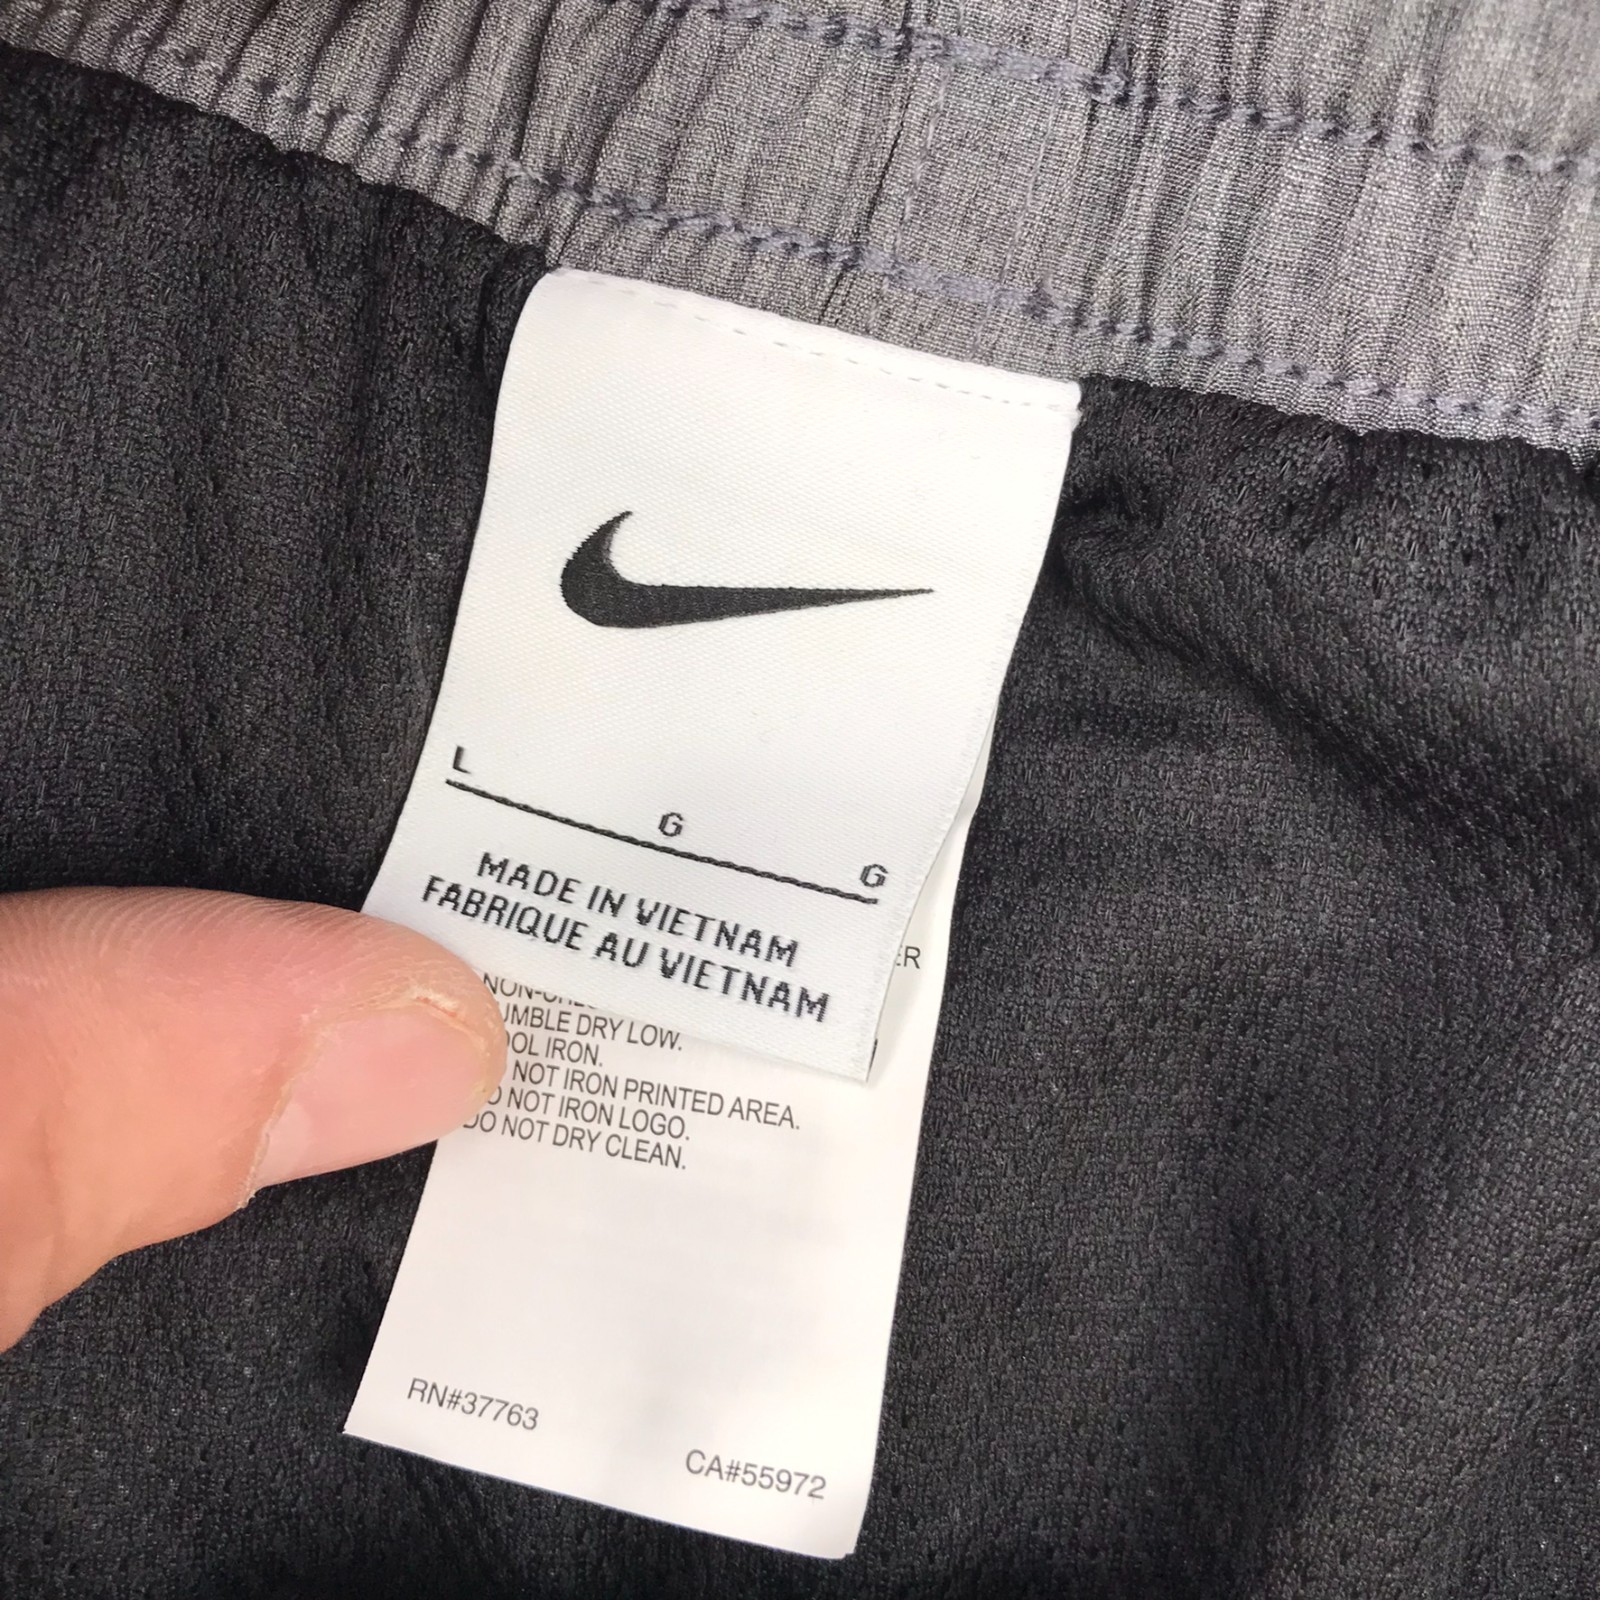 L
G
G
MADE IN VIETNAM
FABRIQUE AU VIETNAM
ER
UMBLE DRY LOW.
OOL IRON.
NOT IRON PRINTED AREA.
O NOT IRON LOGO.
DO NOT DRY CLEAN.
RN#37763
CA#55972